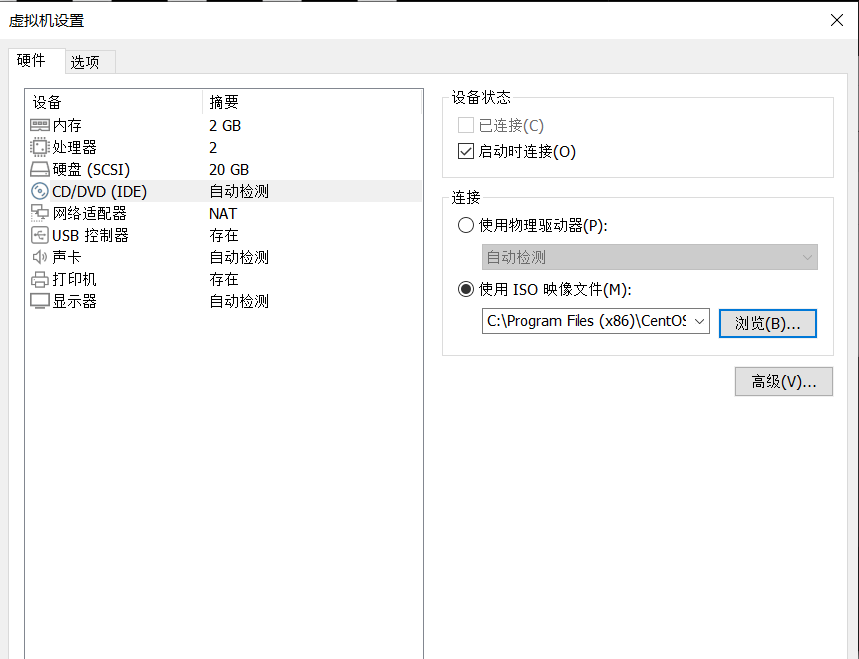 虚拟机设置
硬件 选项
设备 摘要
内存 2 GB
处理器 2
硬盘 (SCSI) 20 GB
CD/DVD (IDE) 自动检测
网络适配器 NAT
USB 控制器 存在
声卡 自动检测
打印机 存在
显示器 自动检测
设备状态
已连接(C)
启动时连接(O)
连接
使用物理驱动器(P):
自动检测
使用 ISO 映像文件(M):
C:\Program Files (x86)\CentOS 浏览(B)...
高级(V)...